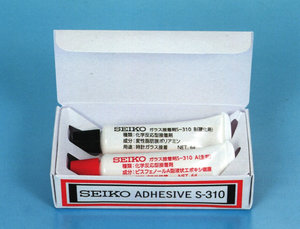 SEIKO ガラス接着剤S-310 B(硬化剤)
種類:化学反応型接着剤
成分:変性脂肪族ポリアミン
用途:時計ガラス接着 NET.
SEIKO ガラス接着剤S-310 A(主剤)
種類:化学反応型接着剤
成分:ビスフェノールA型液状エポキシ樹脂
SEIKO ADHESIVE S-310